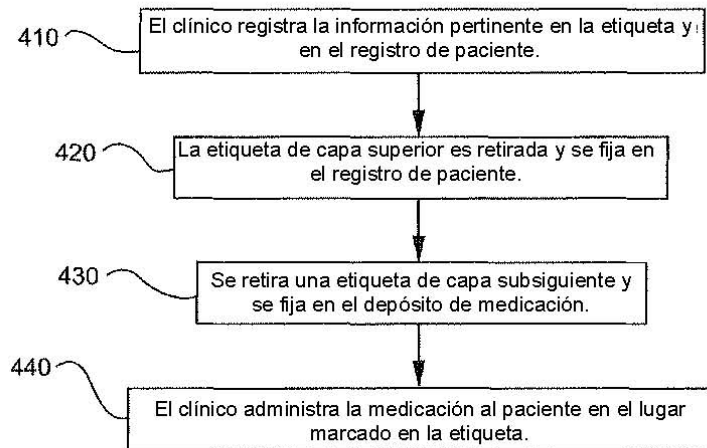 410
El clínico registra la información pertinente en la etiqueta y
en el registro de paciente.
420
La etiqueta de capa superior es retirada y se fija en
el registro de paciente.
430
Se retira una etiqueta de capa subsiguiente y
se fija en el depósito de medicación.
440
El clínico administra la medicación al paciente en el lugar
marcado en la etiqueta.